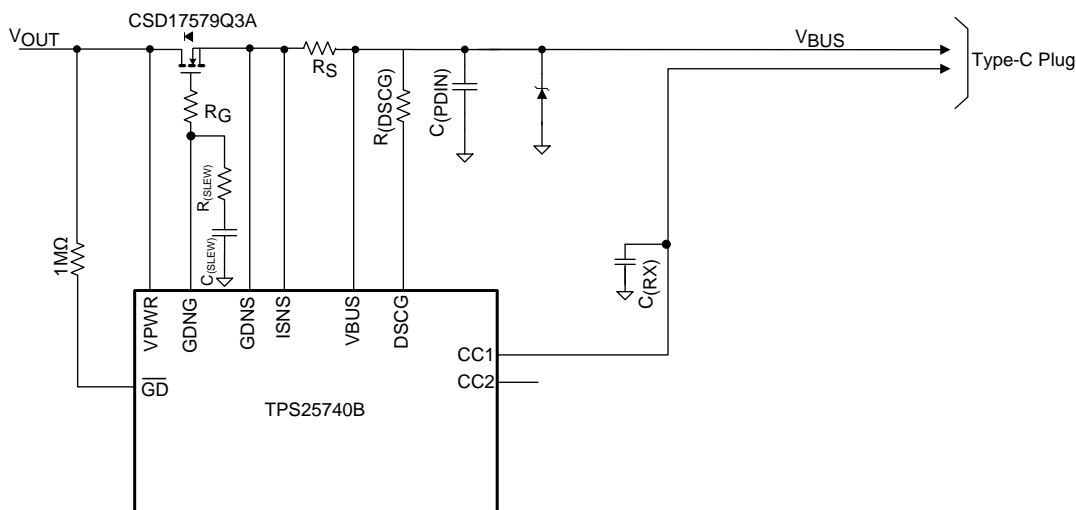 CSD17579Q3A
VOUT
VBUS
RS
Type-C Plug
RG
R(DSCG)
C(PDIN)
R(SLEW)
C(SLEW)
1MΩ
C(RX)
VPWR
GDNG
GDNS
ISNS
VBUS
DSCG
CC1
CC2
GD
TPS25740B